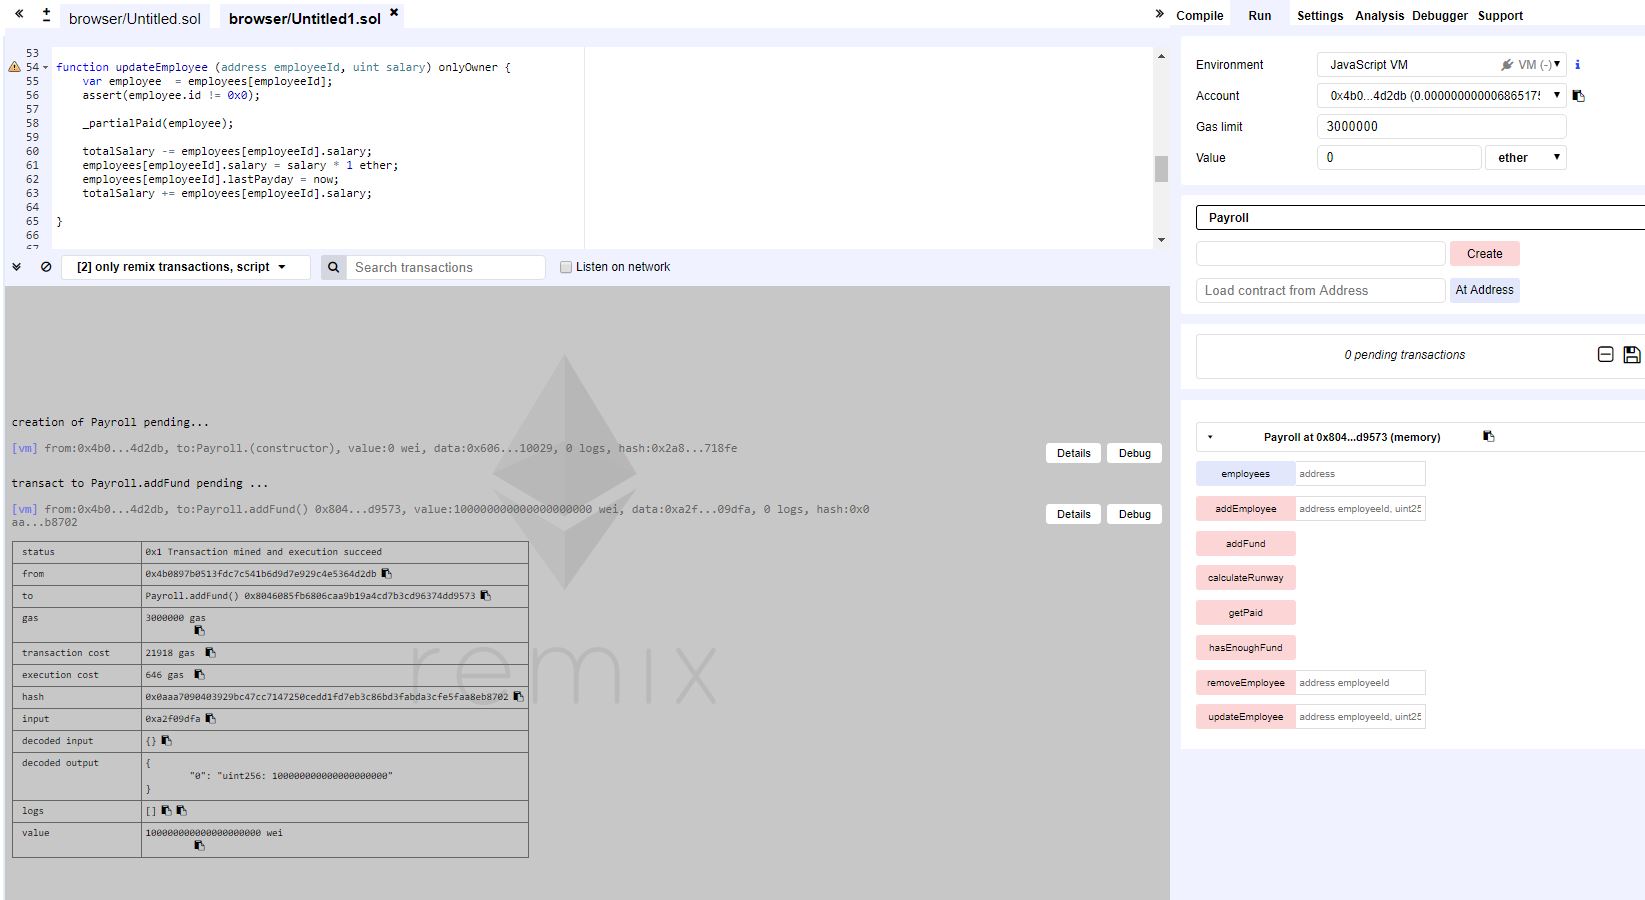 browser/Untitled.sol
browser/Untitled1.sol
Compile Run Settings Analysis Debugger Support
53
54 function updateEmployee (address employeeId, uint salary) onlyOwner {
55 var employee = employees[employeeId];
56 assert(employee.id != 0x0);
57
58 _partialPaid(employee);
59
60 totalSalary -= employees[employeeId].salary;
61 employees[employeeId].salary = salary * 1 ether;
62 employees[employeeId].lastPayday = now;
63 totalSalary += employees[employeeId].salary;
64
65 }
66
67
[2] only remix transactions, script
Search transactions
Listen on network
creation of Payroll pending...
[vm] from:0x4b0...4d2db, to:Payroll.(constructor), value:0 wei, data:0x606...10029, 0 logs, hash:0x2a8...718fe
Details Debug
transact to Payroll.addFund pending ...
[vm] from:0x4b0...4d2db, to:Payroll.addFund() 0x804...d9573, value:100000000000000000000 wei, data:0xa2f...09dfa, 0 logs, hash:0x0
aa...b8702
Details Debug
status 0x1 Transaction mined and execution succeed
from 0x4b0897b0513fdc7c541b6d9d7e929c4e5364d2db
to Payroll.addFund() 0x8046085fb6806caa9b19a4cd7b3cd96374dd9573
gas 3000000 gas
transaction cost 21918 gas
execution cost 646 gas
hash 0x0aaa7090403929bc47cc7147250cedd1fd7eb3c86bd3fabda3cfe5faa8eb8702
input 0xa2f09dfa
decoded input {}
decoded output {
"0": "uint256: 100000000000000000000"
}
logs []
value 100000000000000000000 wei
remix
Environment JavaScript VM VM (-)
Account 0x4b0...4d2db (0.0000000000068651751
Gas limit 3000000
Value 0 ether
Payroll
Create
Load contract from Address At Address
0 pending transactions
Payroll at 0x804...d9573 (memory)
employees address
addEmployee address employeeId, uint25
addFund
calculateRunway
getPaid
hasEnoughFund
removeEmployee address employeeId
updateEmployee address employeeId, uint25